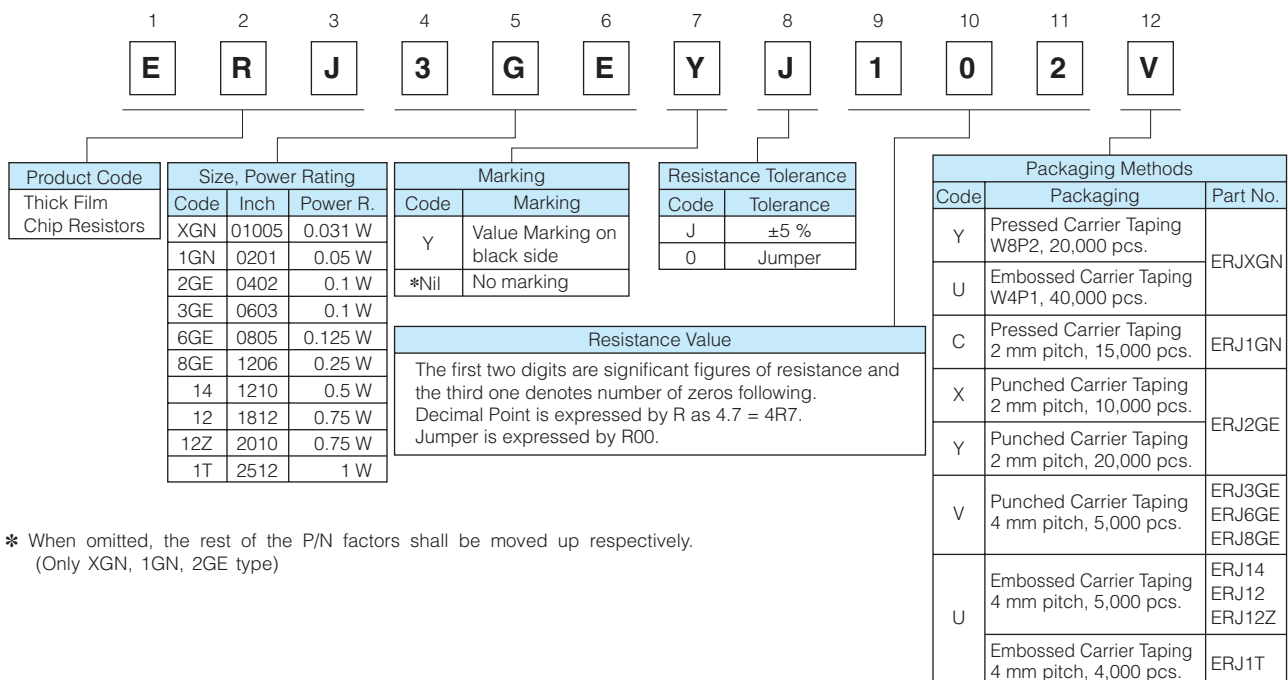 1 2 3 4 5 6 7 8 9 10 11 12
E R J 3 G E Y J 1 0 2 V
Product Code
Thick Film
Chip Resistors
Size, Power Rating
Code Inch Power R.
XGN 01005 0.031 W
1GN 0201 0.05 W
2GE 0402 0.1 W
3GE 0603 0.1 W
6GE 0805 0.125 W
8GE 1206 0.25 W
14 1210 0.5 W
12 1812 0.75 W
12Z 2010 0.75 W
1T 2512 1 W
Marking
Code Marking
Y Value Marking on
black side
✻Nil No marking
Resistance Tolerance
Code Tolerance
J ±5 %
0 Jumper
Resistance Value
The first two digits are significant figures of resistance and
the third one denotes number of zeros following.
Decimal Point is expressed by R as 4.7 = 4R7.
Jumper is expressed by R00.
Packaging Methods
Code Packaging Part No.
Y Pressed Carrier Taping
W8P2, 20,000 pcs.
ERJXGN
U Embossed Carrier Taping
W4P1, 40,000 pcs.
C Pressed Carrier Taping
2 mm pitch, 15,000 pcs. ERJ1GN
X Punched Carrier Taping
2 mm pitch, 10,000 pcs.
ERJ2GE
Y Punched Carrier Taping
2 mm pitch, 20,000 pcs.
V Punched Carrier Taping
4 mm pitch, 5,000 pcs.
ERJ3GE
ERJ6GE
ERJ8GE
U
Embossed Carrier Taping
4 mm pitch, 5,000 pcs.
ERJ14
ERJ12
ERJ12Z
Embossed Carrier Taping
4 mm pitch, 4,000 pcs. ERJ1T
✻ When omitted, the rest of the P/N factors shall be moved up respectively.
(Only XGN, 1GN, 2GE type)